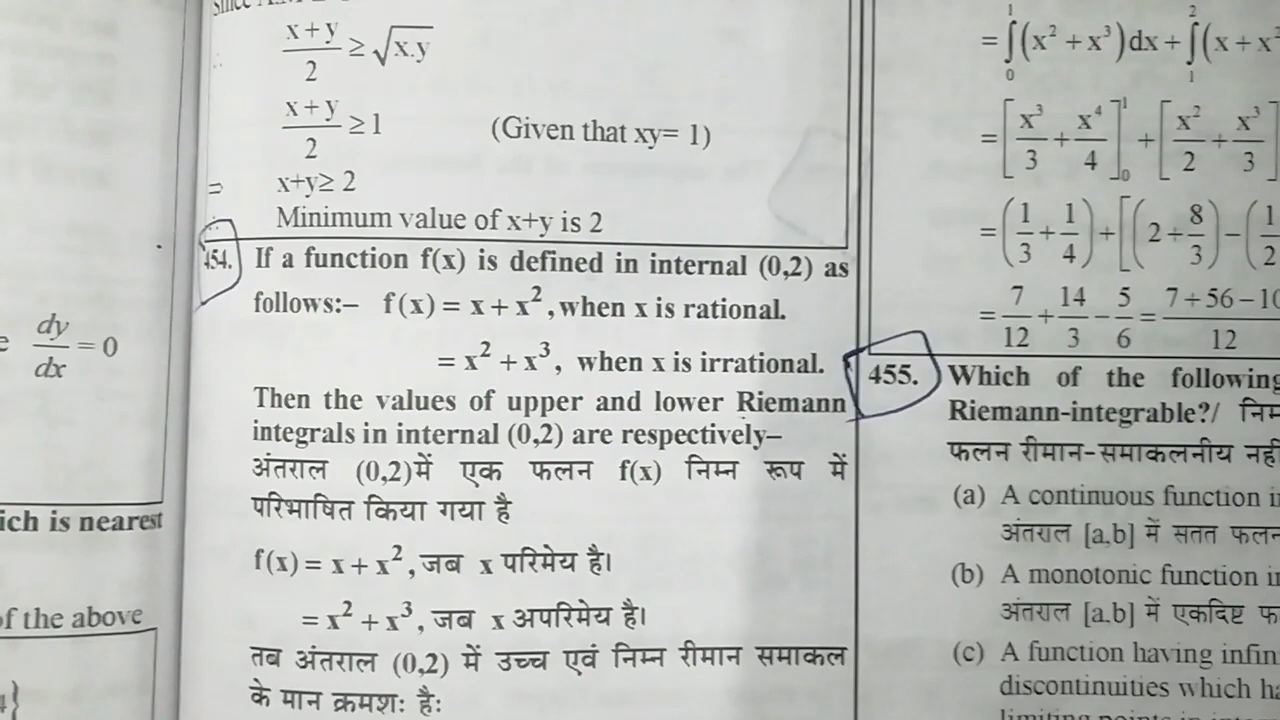 x+y/2 ≥ √x.y
x+y/2 ≥ 1 (Given that xy= 1)
⇒ x+y≥ 2
Minimum value of x+y is 2
454. If a function f(x) is defined in internal (0,2) as
follows:– f(x) = x + x², when x is rational.
= x² + x³, when x is irrational.
Then the values of upper and lower Riemann
integrals in internal (0,2) are respectively–
अंतराल (0,2)में एक फलन f(x) निम्न रूप में
परिभाषित किया गया है
f(x) = x + x², जब x परिमेय है।
= x² + x³, जब x अपरिमेय है।
तब अंतराल (0,2) में उच्च एवं निम्न रीमान समाकल
के मान क्रमशः हैः
dy/dx = 0
ich is nearest
of the above
= ∫₀¹(x² + x³)dx + ∫₁²(x + x²
= [x³/3 + x⁴/4]₀¹ + [x²/2 + x³/3]
= (1/3 + 1/4) + [(2 + 8/3) − (1/2
= 7/12 + 14/3 − 5/6 = 7+56−10/12
455. Which of the following
Riemann-integrable?/
फलन रीमान-समाकलनीय
(a) A continuous function
अंतराल [a,b] में सतत
(b) A monotonic function
अंतराल [a,b] में एकदिष्ट
(c) A function having
discontinuities which